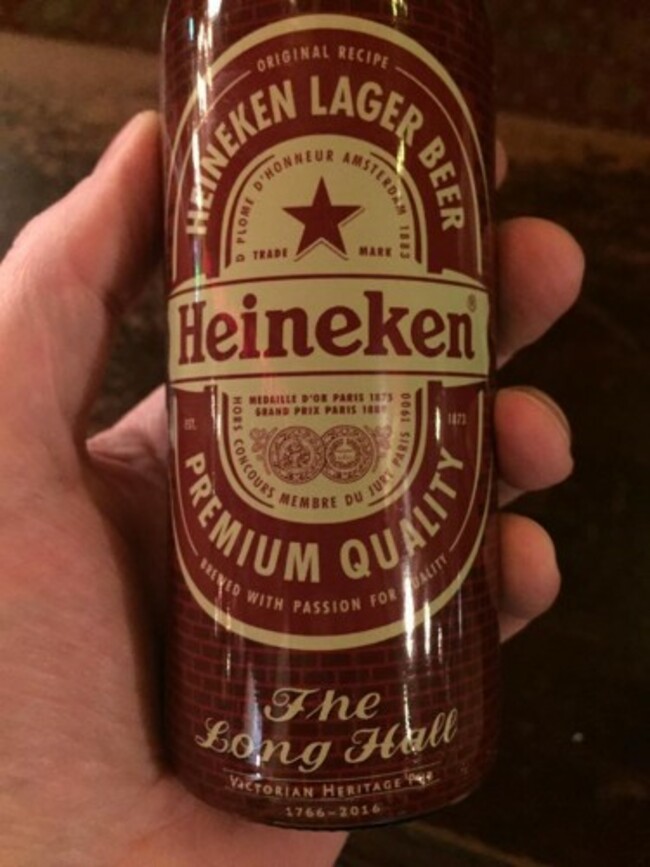 ORIGINAL RECIPE
HEINEKEN LAGER BEER
D PLOME D'HONNEUR AMSTERDAM 1883
TRADE MARK
Heineken®
MEDAILLE D'OR PARIS 1875
GRAND PRIX PARIS 1889
HORS CONCOURS MEMBRE DU JURY PARIS 1900
EST. 1873
PREMIUM QUALITY
BREWED WITH PASSION FOR QUALITY
The
Long Hall
VICTORIAN HERITAGE PUB
1766-2016